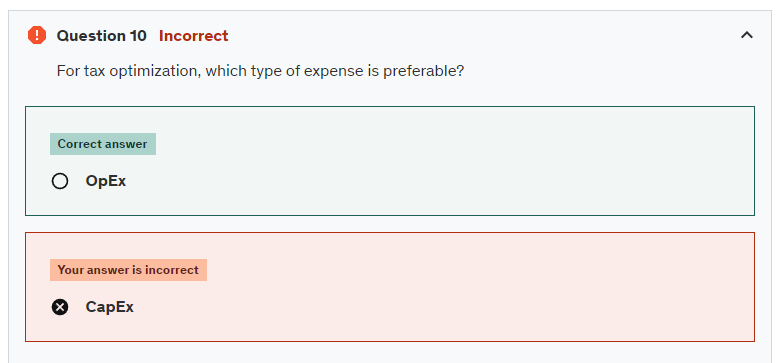 Question 10 Incorrect
For tax optimization, which type of expense is preferable?
Correct answer
OpEx
Your answer is incorrect
CapEx